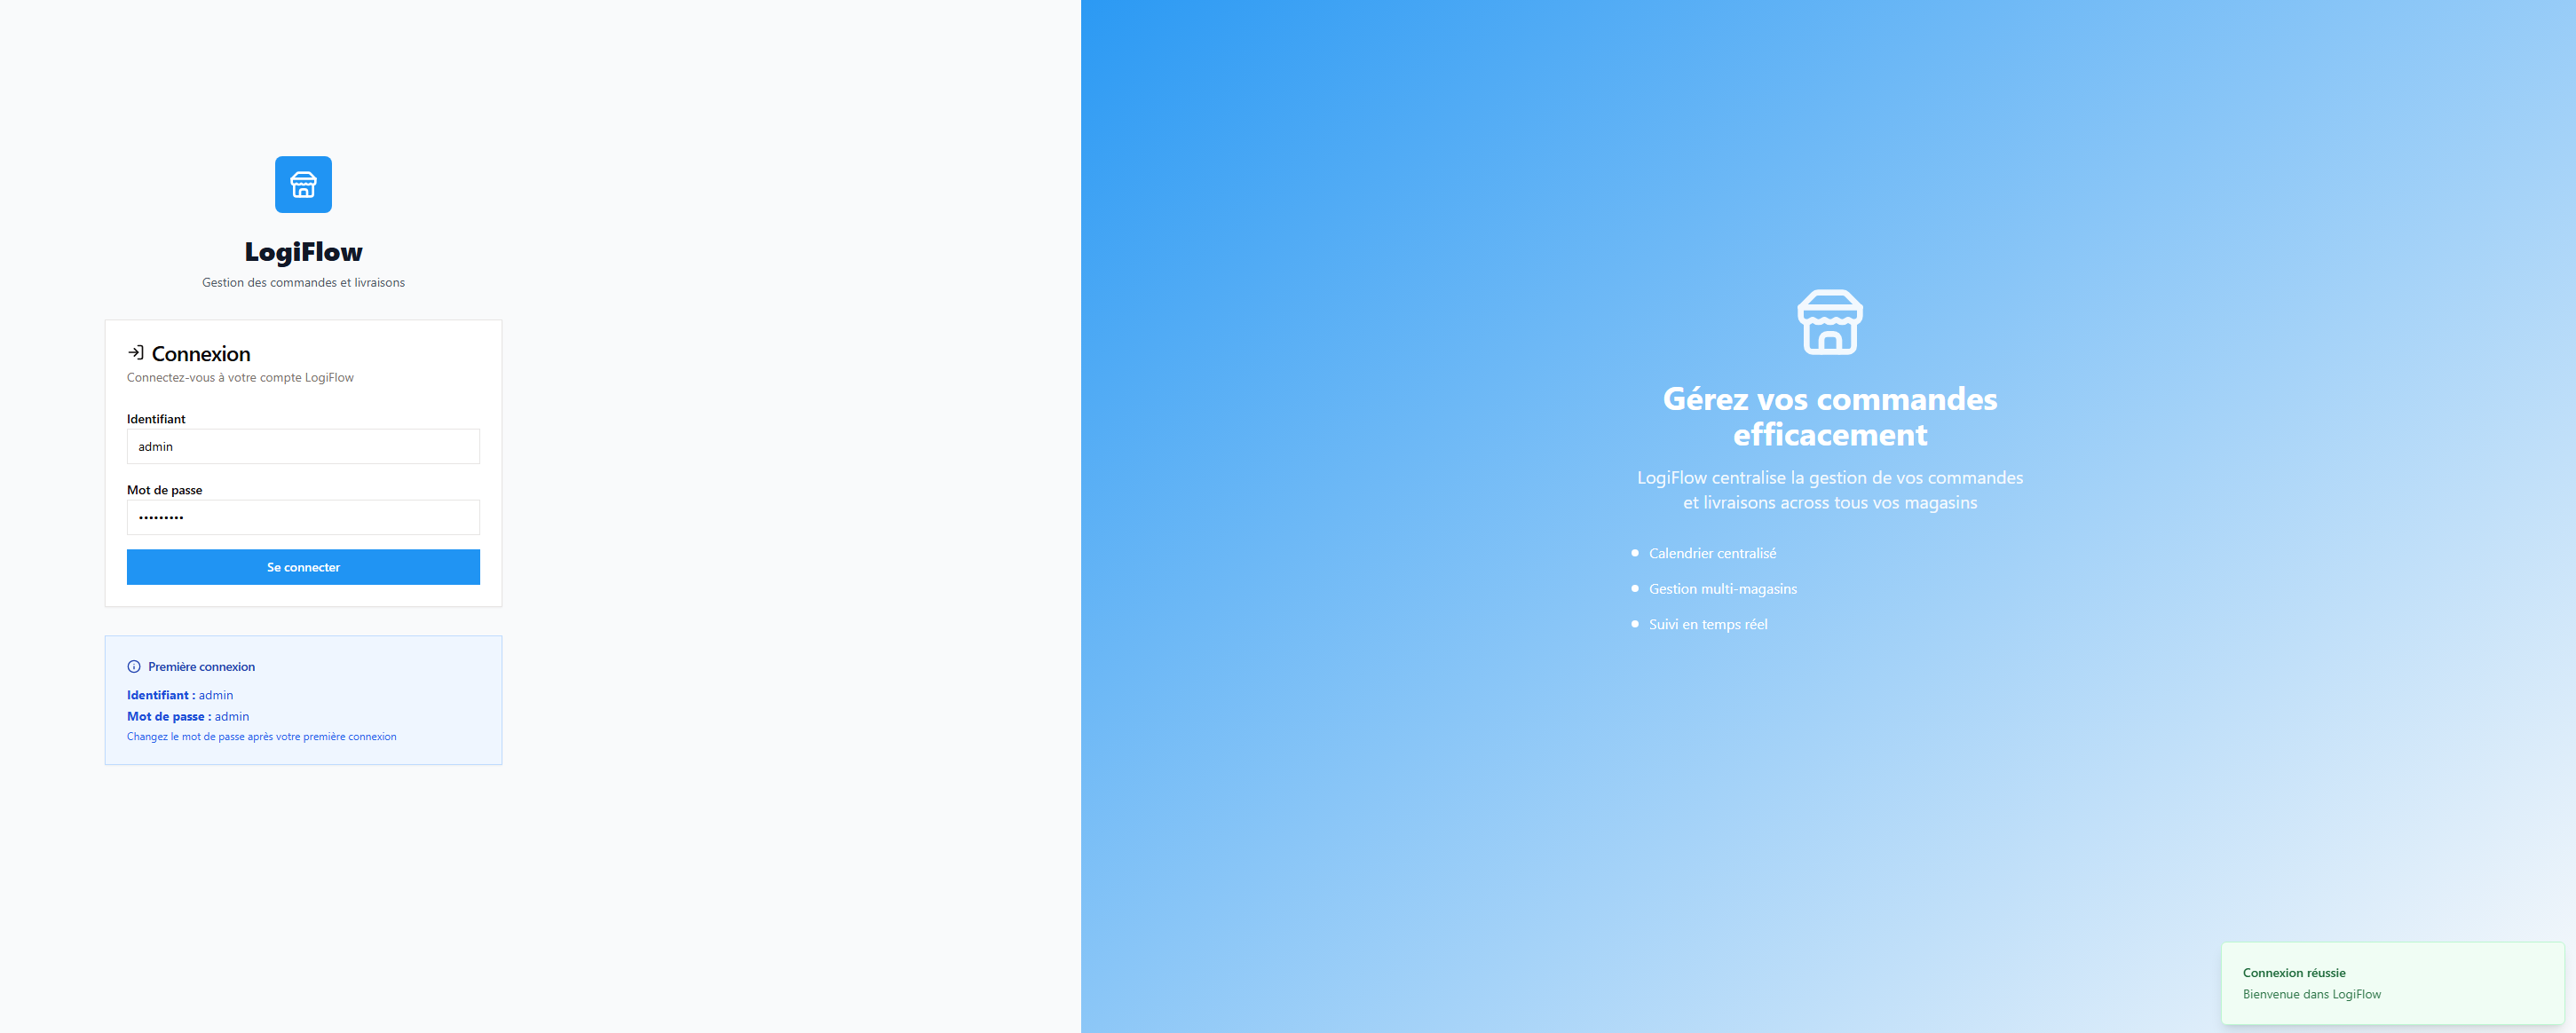 LogiFlow
Gestion des commandes et livraisons
Connexion
Connectez-vous à votre compte LogiFlow
Identifiant
admin
Mot de passe
•••••••••
Se connecter
Première connexion
Identifiant : admin
Mot de passe : admin
Changez le mot de passe après votre première connexion
Gérez vos commandes
efficacement
LogiFlow centralise la gestion de vos commandes
et livraisons across tous vos magasins
Calendrier centralisé
Gestion multi-magasins
Suivi en temps réel
Connexion réussie
Bienvenue dans LogiFlow